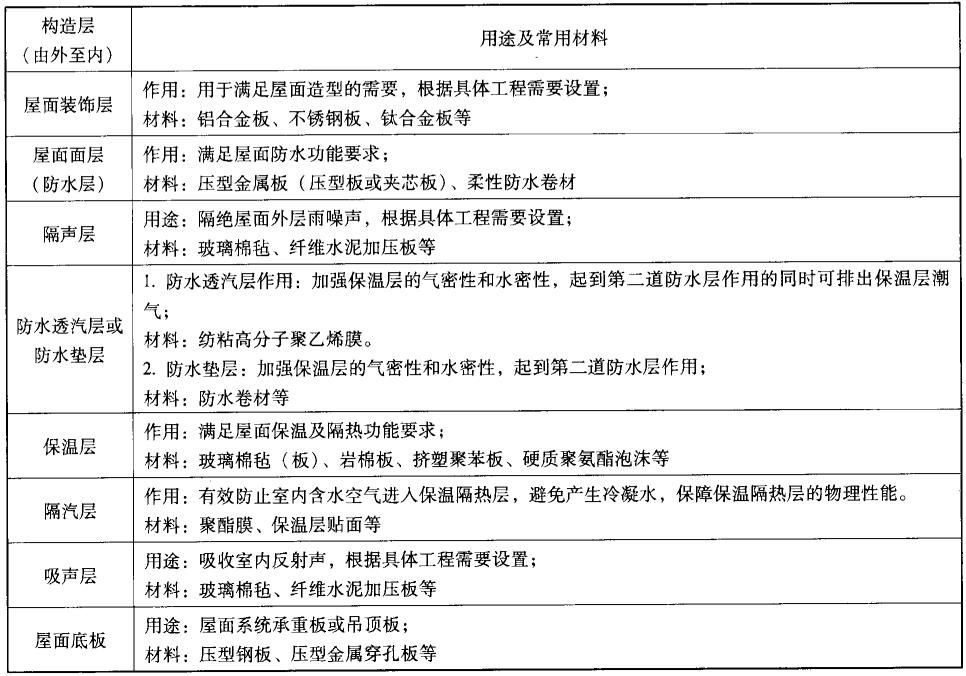 构造层
（由外至内）
用途及常用材料
屋面装饰层
作用：用于满足屋面造型的需要，根据具体工程需要设置；
材料：铝合金板、不锈钢板、钛合金板等
屋面面层
（防水层）
作用：满足屋面防水功能要求；
材料：压型金属板（压型板或夹芯板）、柔性防水卷材
隔声层
用途：隔绝屋面外层雨噪声，根据具体工程需要设置；
材料：玻璃棉毡、纤维水泥加压板等
防水透汽层或
防水垫层
1. 防水透汽层作用：加强保温层的气密性和水密性，起到第二道防水层作用的同时可排出保温层潮
气；
材料：纺粘高分子聚乙烯膜。
2. 防水垫层：加强保温层的气密性和水密性，起到第二道防水层作用；
材料：防水卷材等
保温层
作用：满足屋面保温及隔热功能要求；
材料：玻璃棉毡（板）、岩棉板、挤塑聚苯板、硬质聚氨酯泡沫等
隔汽层
作用：有效防止室内含水空气进入保温隔热层，避免产生冷凝水，保障保温隔热层的物理性能。
材料：聚酯膜、保温层贴面等
吸声层
用途：吸收室内反射声，根据具体工程需要设置；
材料：玻璃棉毡、纤维水泥加压板等
屋面底板
用途：屋面系统承重板或吊顶板；
材料：压型钢板、压型金属穿孔板等